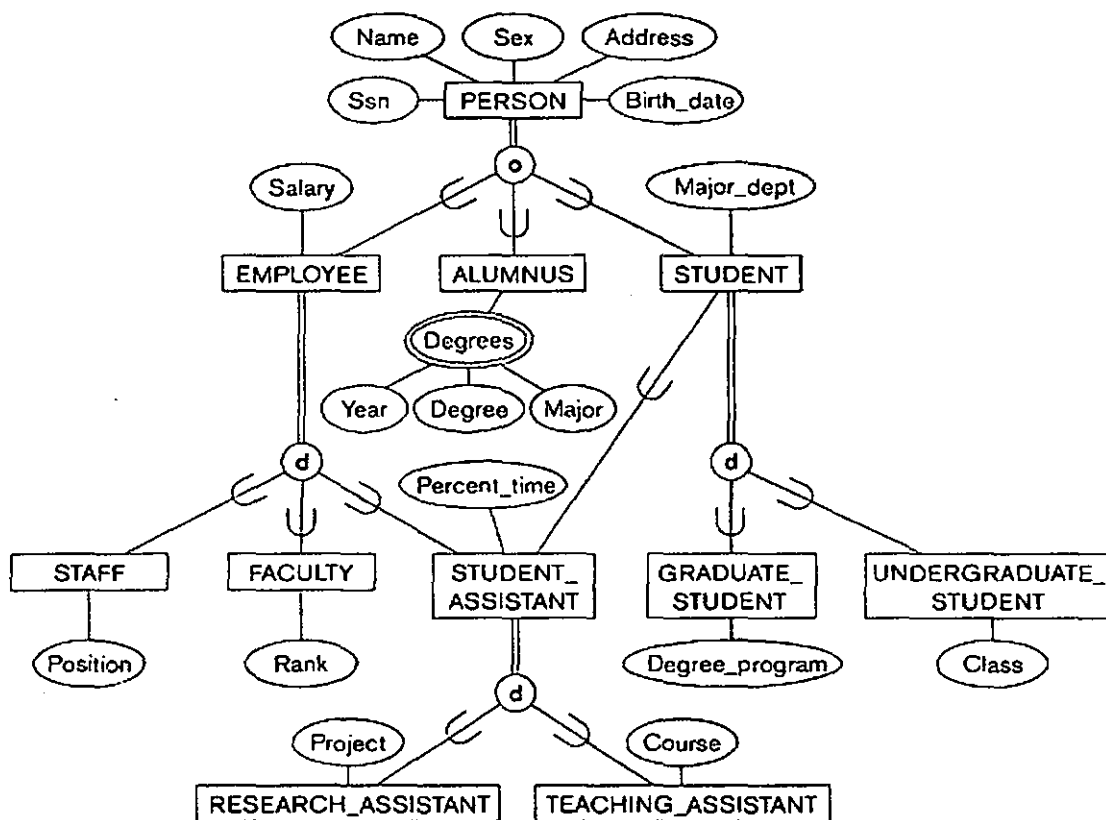 Name
Sex
Address
Ssn
PERSON
Birth_date
o
Salary
Major_dept
EMPLOYEE
ALUMNUS
STUDENT
Degrees
Year
Degree
Major
d
d
Percent_time
STAFF
FACULTY
STUDENT_
ASSISTANT
GRADUATE_
STUDENT
UNDERGRADUATE_
STUDENT
Position
Rank
Degree_program
Class
d
Project
Course
RESEARCH_ASSISTANT
TEACHING_ASSISTANT